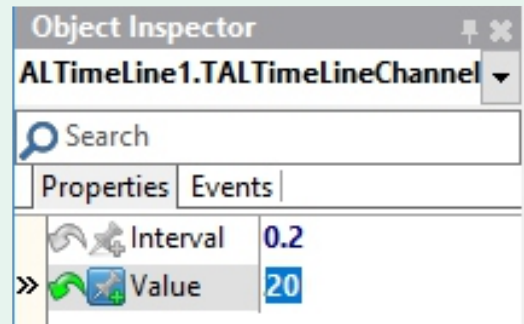 Object Inspector
ALTimeLine1.TALTimeLineChannel
Search
Properties Events
Interval 0.2
Value 20